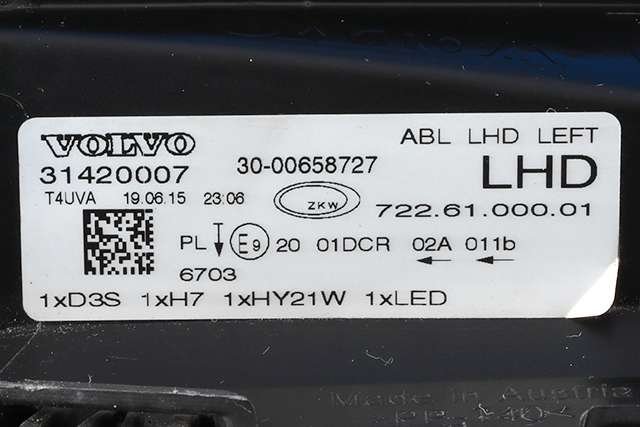 VOLVO
ABL LHD LEFT
31420007
30-00658727
LHD
T4UVA 19.06.15 23:06
ZKW
722.61.000.01
PL E9 20 01DCR 02A 011b
6703
1xD3S 1xH7 1xHY21W 1xLED
Made in Austria